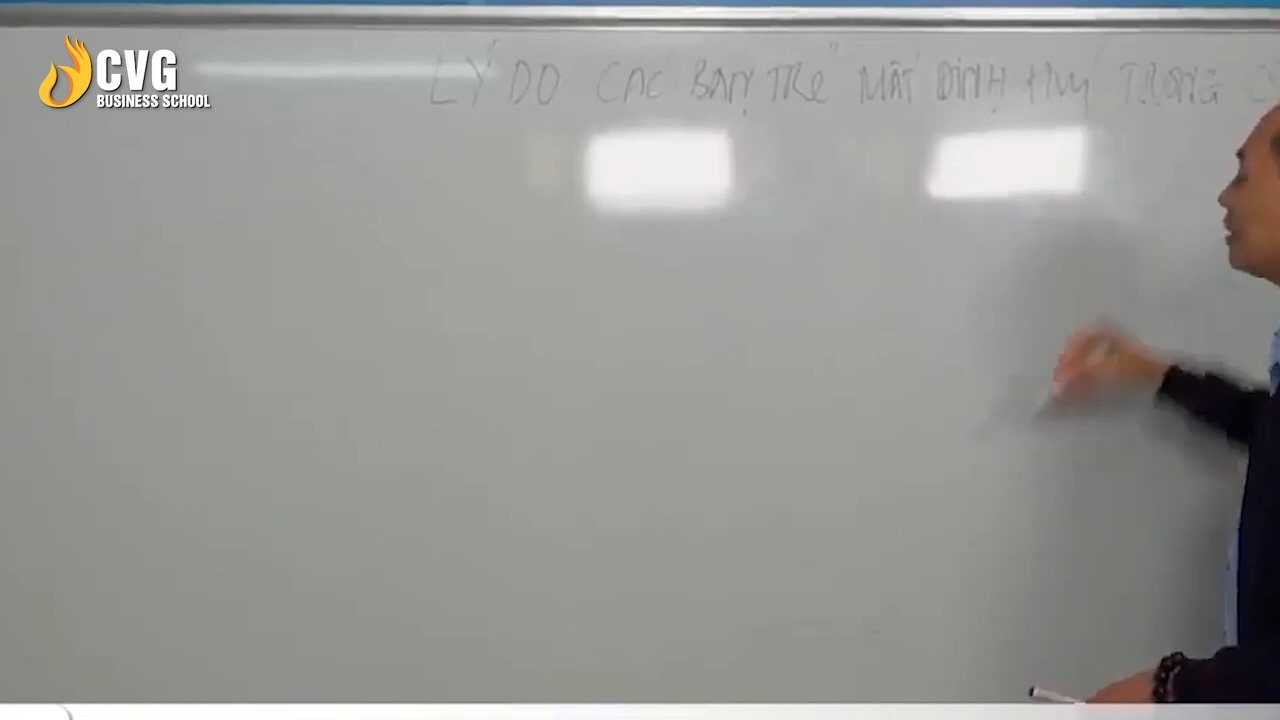 CVG
BUSINESS SCHOOL
LÝ DO CÁC BẠN TRẺ MẤT ĐỊNH HƯỚNG TRONG